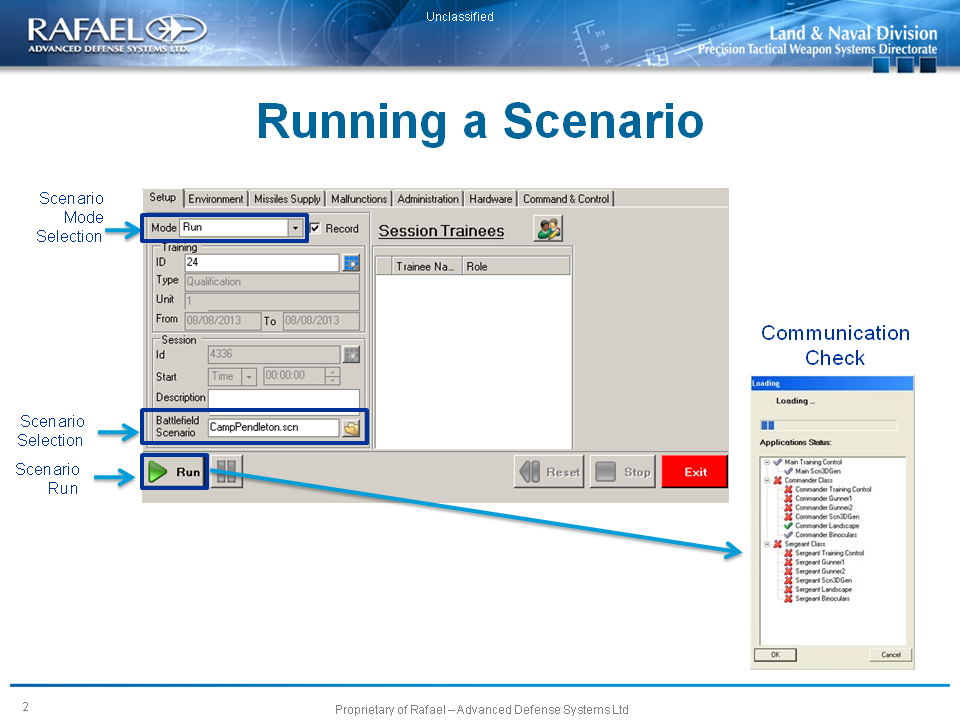 Unclassified
RAFAEL
ADVANCED DEFENSE SYSTEMS LTD.
Land & Naval Division
Precision Tactical Weapon Systems Directorate
Running a Scenario
Scenario
Mode
Selection
Setup Environment Missiles Supply Malfunctions Administration Hardware Command & Control
Mode Run Record Session Trainees
Training
ID 24
Type Qualification
Unit 1
From 08/08/2013 To 08/08/2013
Trainee Na... Role
Session
Id 4336
Start Time 00:00:00
Description
Battlefield
Scenario CampPendleton.scn
Scenario
Selection
Scenario
Run
Run Reset Stop Exit
Communication
Check
Loading
Loading ...
Applications Status:
Main Training Control
Main Scn3DGen
Commander Class
Commander Training Control
Commander Gunner1
Commander Gunner2
Commander Scn3DGen
Commander Landscape
Commander Binoculars
Sergeant Class
Sergeant Training Control
Sergeant Gunner1
Sergeant Gunner2
Sergeant Scn3DGen
Sergeant Landscape
Sergeant Binoculars
OK Cancel
2
Proprietary of Rafael – Advanced Defense Systems Ltd